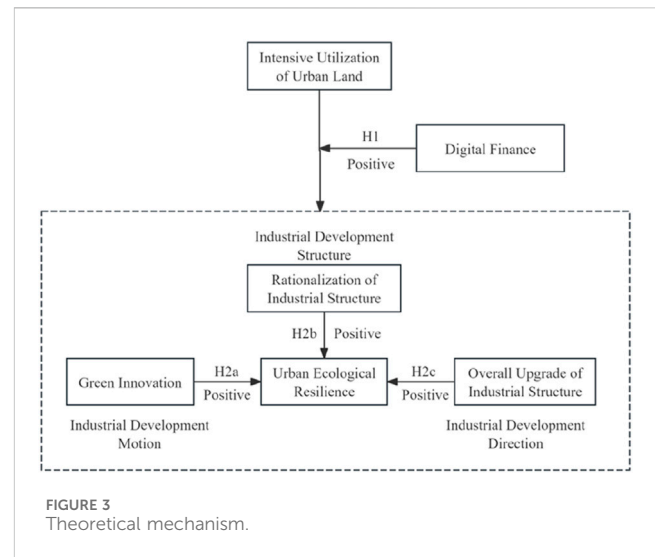 Intensive Utilization
of Urban Land
H1
Positive
Digital Finance
Industrial Development
Structure
Rationalization of
Industrial Structure
H2b Positive
Green Innovation
H2a
Positive
Urban Ecological
Resilience
H2c
Positive
Overall Upgrade of
Industrial Structure
Industrial Development
Motion
Industrial Development
Direction
FIGURE 3
Theoretical mechanism.